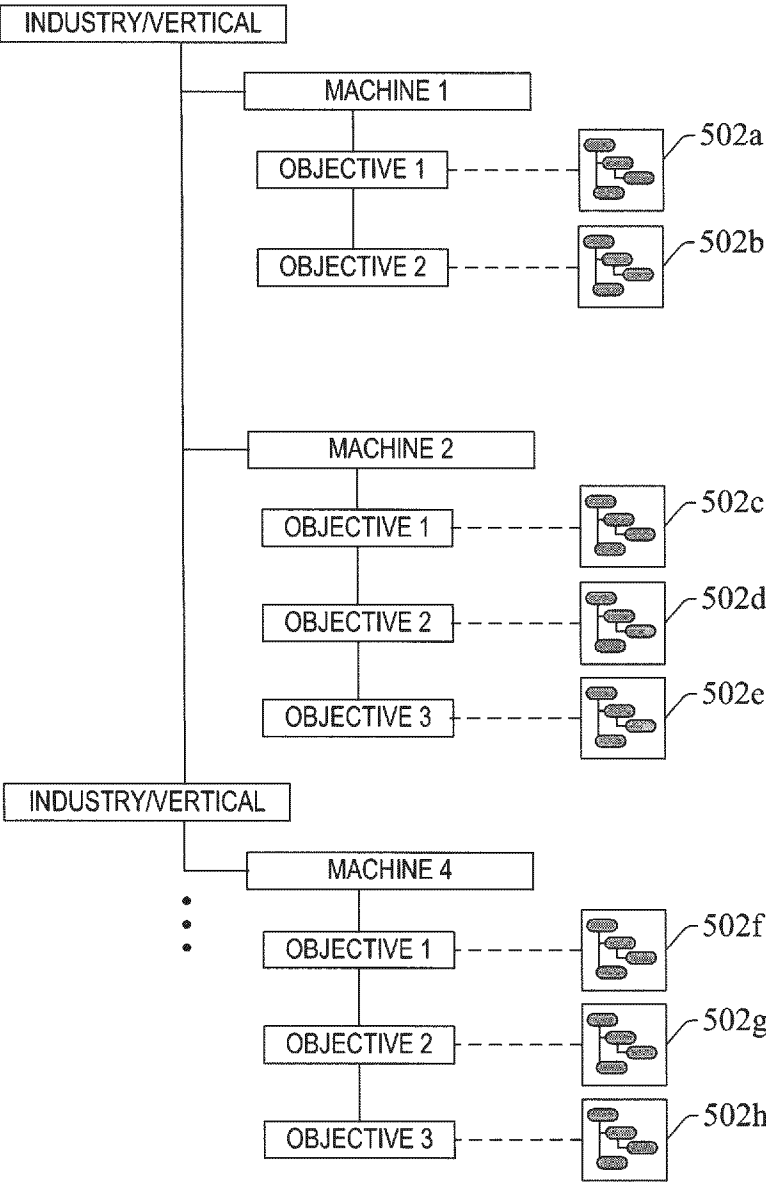 INDUSTRY/VERTICAL
MACHINE 1
OBJECTIVE 1
502a
OBJECTIVE 2
502b
MACHINE 2
OBJECTIVE 1
502c
OBJECTIVE 2
502d
OBJECTIVE 3
502e
INDUSTRY/VERTICAL
MACHINE 4
OBJECTIVE 1
502f
OBJECTIVE 2
502g
OBJECTIVE 3
502h